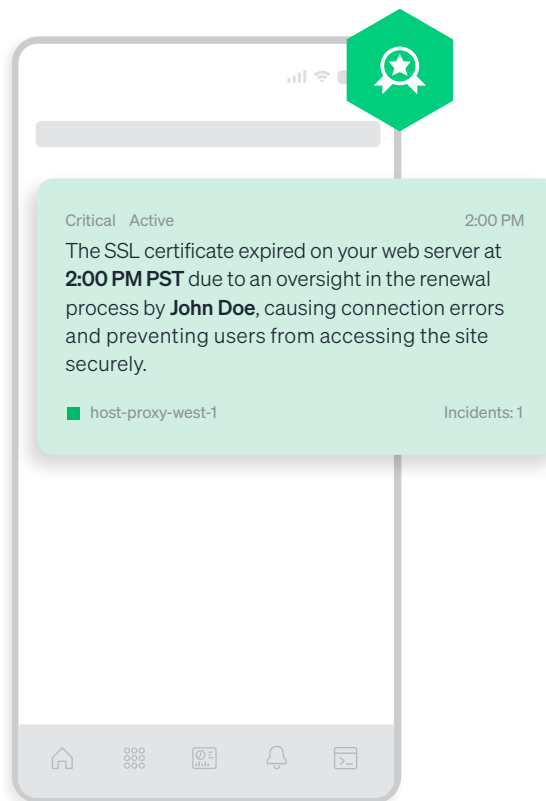 Critical Active 2:00 PM
The SSL certificate expired on your web server at
2:00 PM PST due to an oversight in the renewal
process by John Doe, causing connection errors
and preventing users from accessing the site
securely.
host-proxy-west-1 Incidents: 1